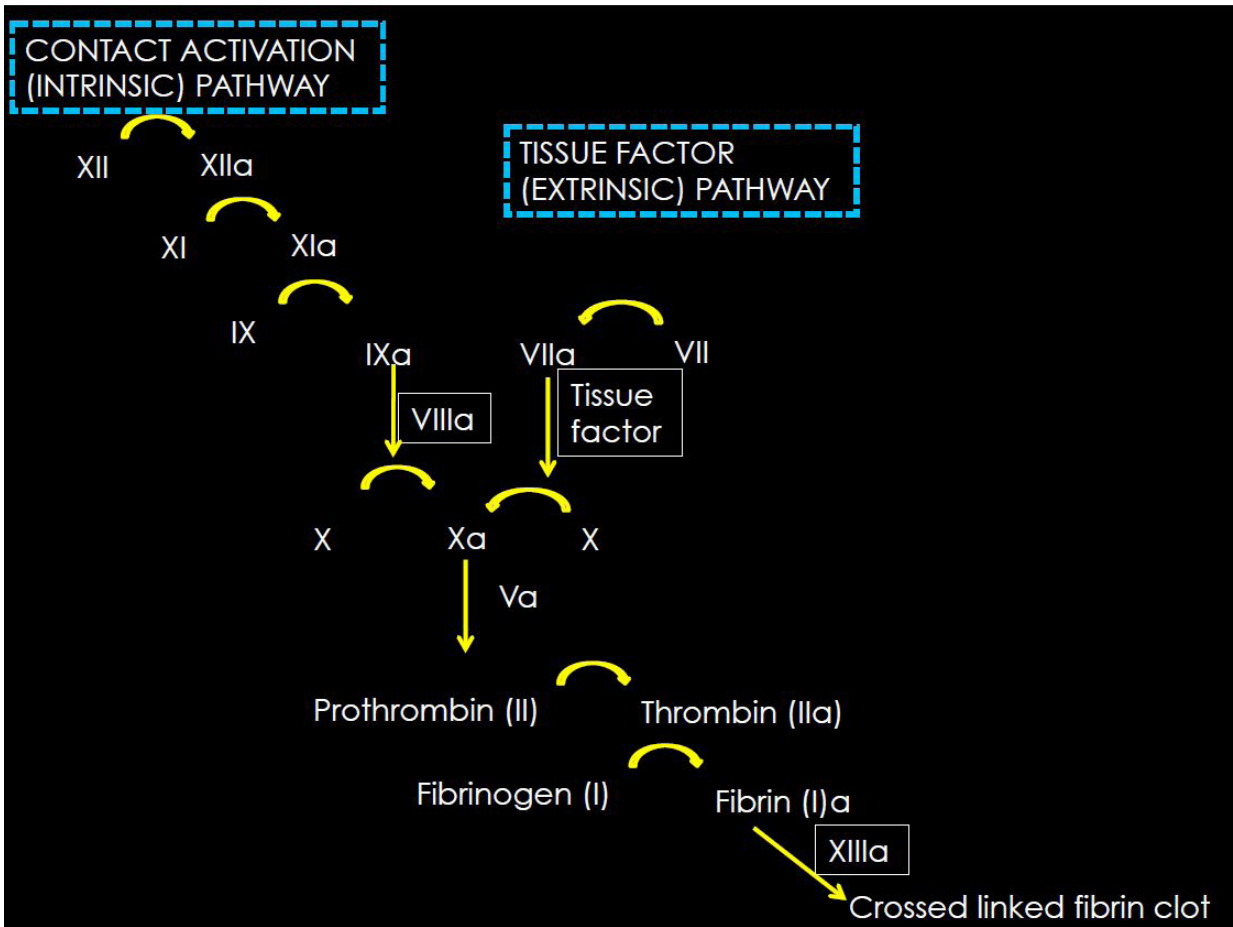 CONTACT ACTIVATION
(INTRINSIC) PATHWAY
TISSUE FACTOR
(EXTRINSIC) PATHWAY
XII
XIIa
XI
XIa
IX
IXa
VIIa
VII
VIIIa
Tissue
factor
X
Xa
X
Va
Prothrombin (II)
Thrombin (IIa)
Fibrinogen (I)
Fibrin (I)a
XIIIa
Crossed linked fibrin clot